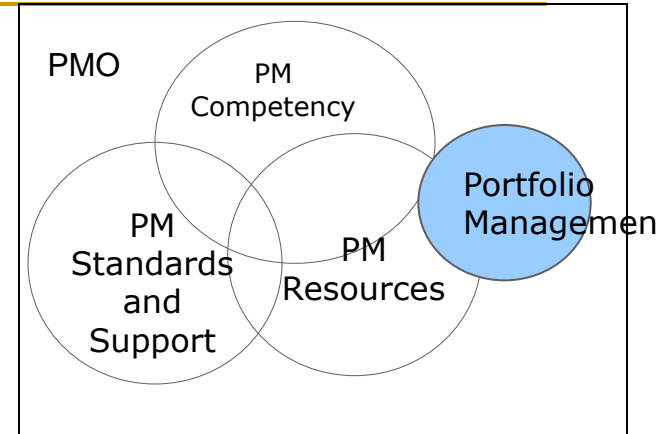 PMO
PM
Competency
Portfolio
Managemen
PM
Standards
and
Support
PM
Resources